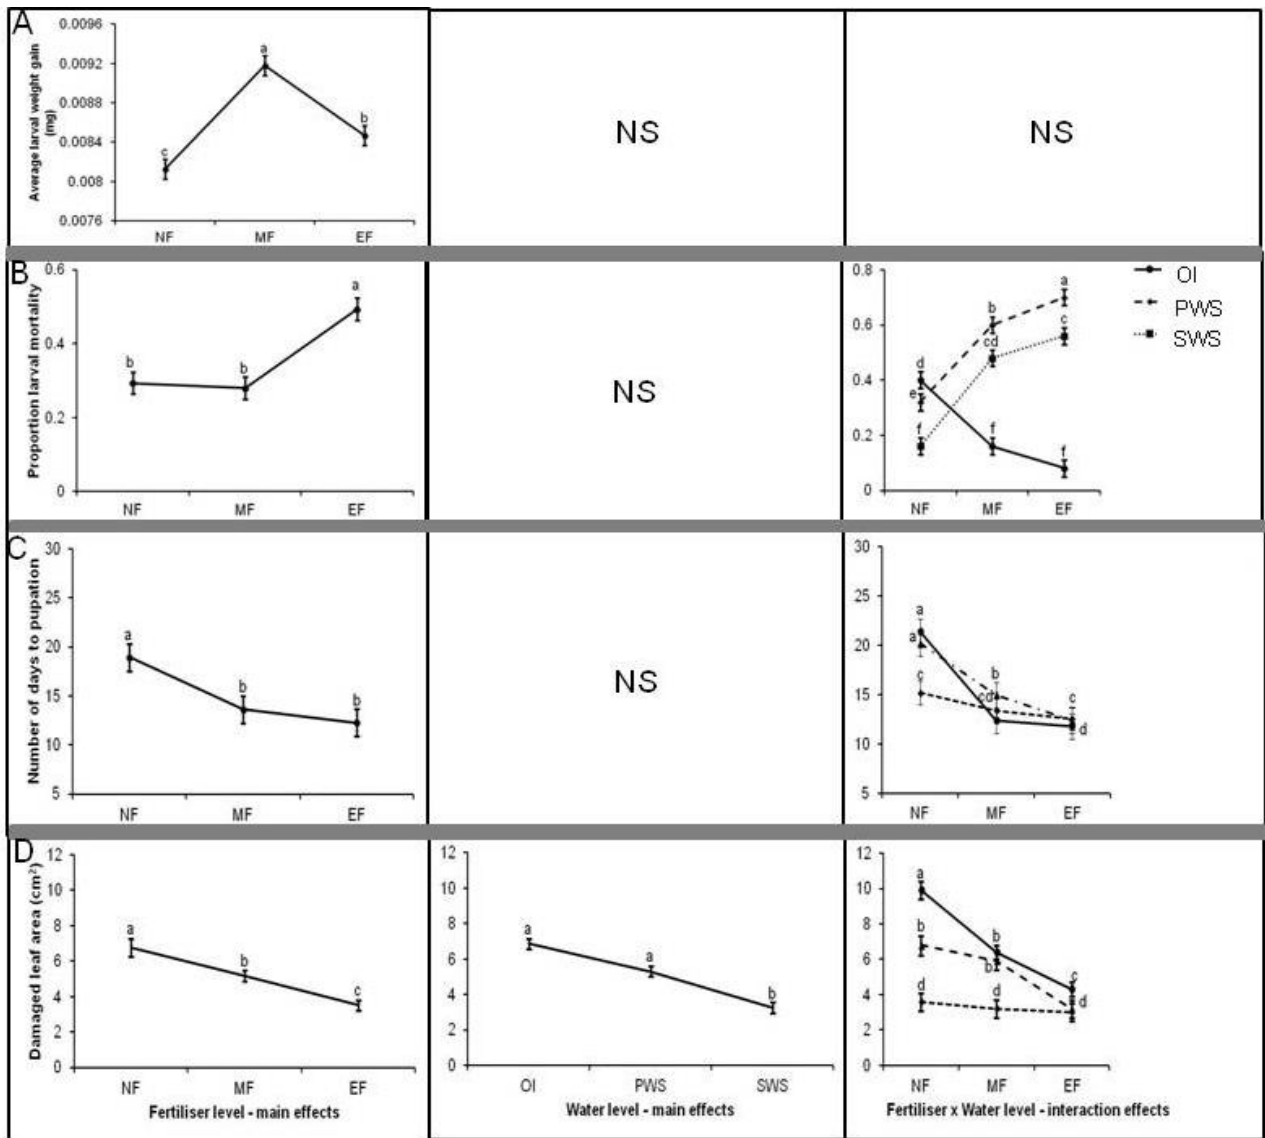 A
Average larval weight gain
(mg)
0.0096
0.0092
0.0088
0.0084
0.008
0.0076
c
a
b
NF MF EF
NS
NS
B
Proportion larval mortality
0.6
0.4
0.2
0
b
b
a
NF MF EF
NS
0.8
0.6
0.4
0.2
0
d
e
f
b
cd
f
a
c
f
NF MF EF
OI
PWS
SWS
C
Number of days to pupation
30
25
20
15
10
5
a
b
b
NF MF EF
NS
30
25
20
15
10
5
a
a
c
b
cd
c
d
NF MF EF
D
Damaged leaf area (cm²)
12
10
8
6
4
2
0
a
b
c
NF MF EF
Fertiliser level - main effects
12
10
8
6
4
2
0
a
a
b
OI PWS SWS
Water level - main effects
12
10
8
6
4
2
0
a
b
d
b
b
d
c
d
NF MF EF
Fertiliser x Water level - interaction effects